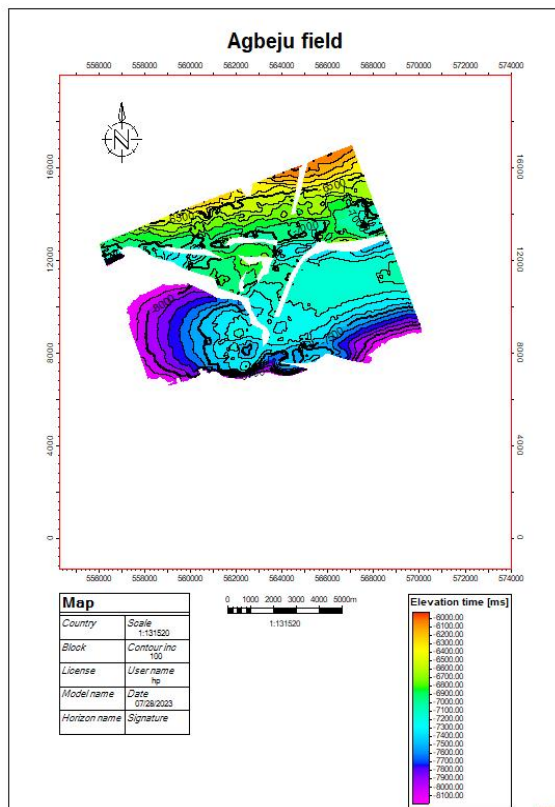 Agbeju field
556000 558000 560000 562000 564000 566000 568000 570000 572000 574000
16000
12000
8000
4000
0
16000
12000
8000
4000
0
N
-6500
-6500
-8000
556000 558000 560000 562000 564000 566000 568000 570000 572000 574000
Map
Country
Scale
1:131520
Block
Contour inc
100
License
User name
hp
Model name
Date
07/28/2023
Horizon name
Signature
0 1000 2000 3000 4000 5000m
1:131520
Elevation time [ms]
-6000.00
-6100.00
-6200.00
-6300.00
-6400.00
-6500.00
-6600.00
-6700.00
-6800.00
-6900.00
-7000.00
-7100.00
-7200.00
-7300.00
-7400.00
-7500.00
-7600.00
-7700.00
-7800.00
-7900.00
-8000.00
-8100.00